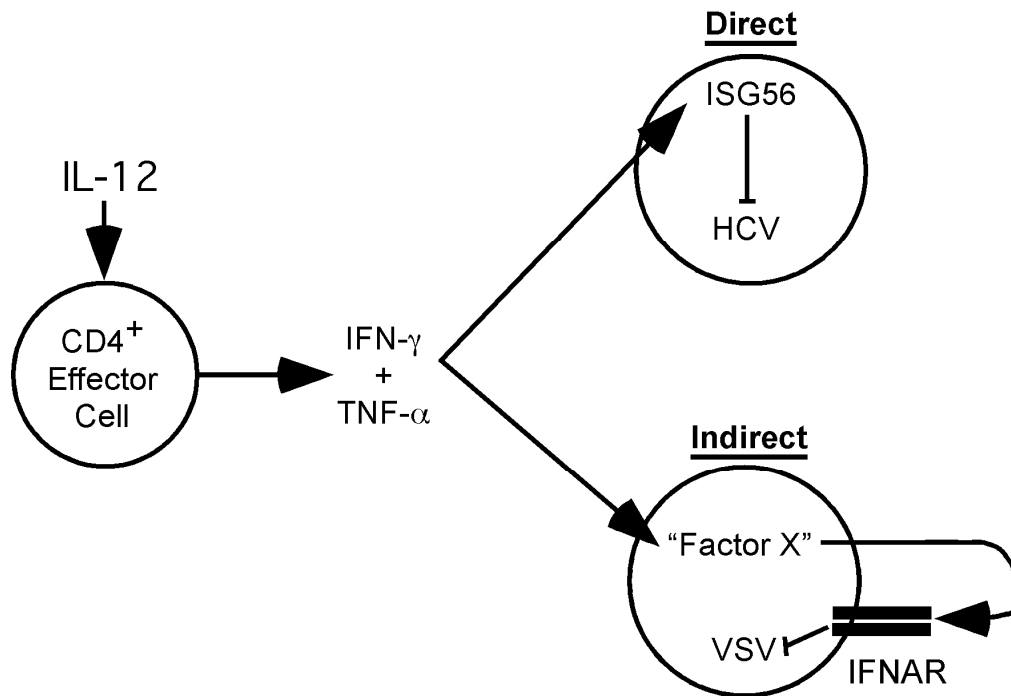 Direct
ISG56
HCV
IL-12
CD4+
Effector
Cell
IFN-γ
+
TNF-α
Indirect
“Factor X”
VSV
IFNAR